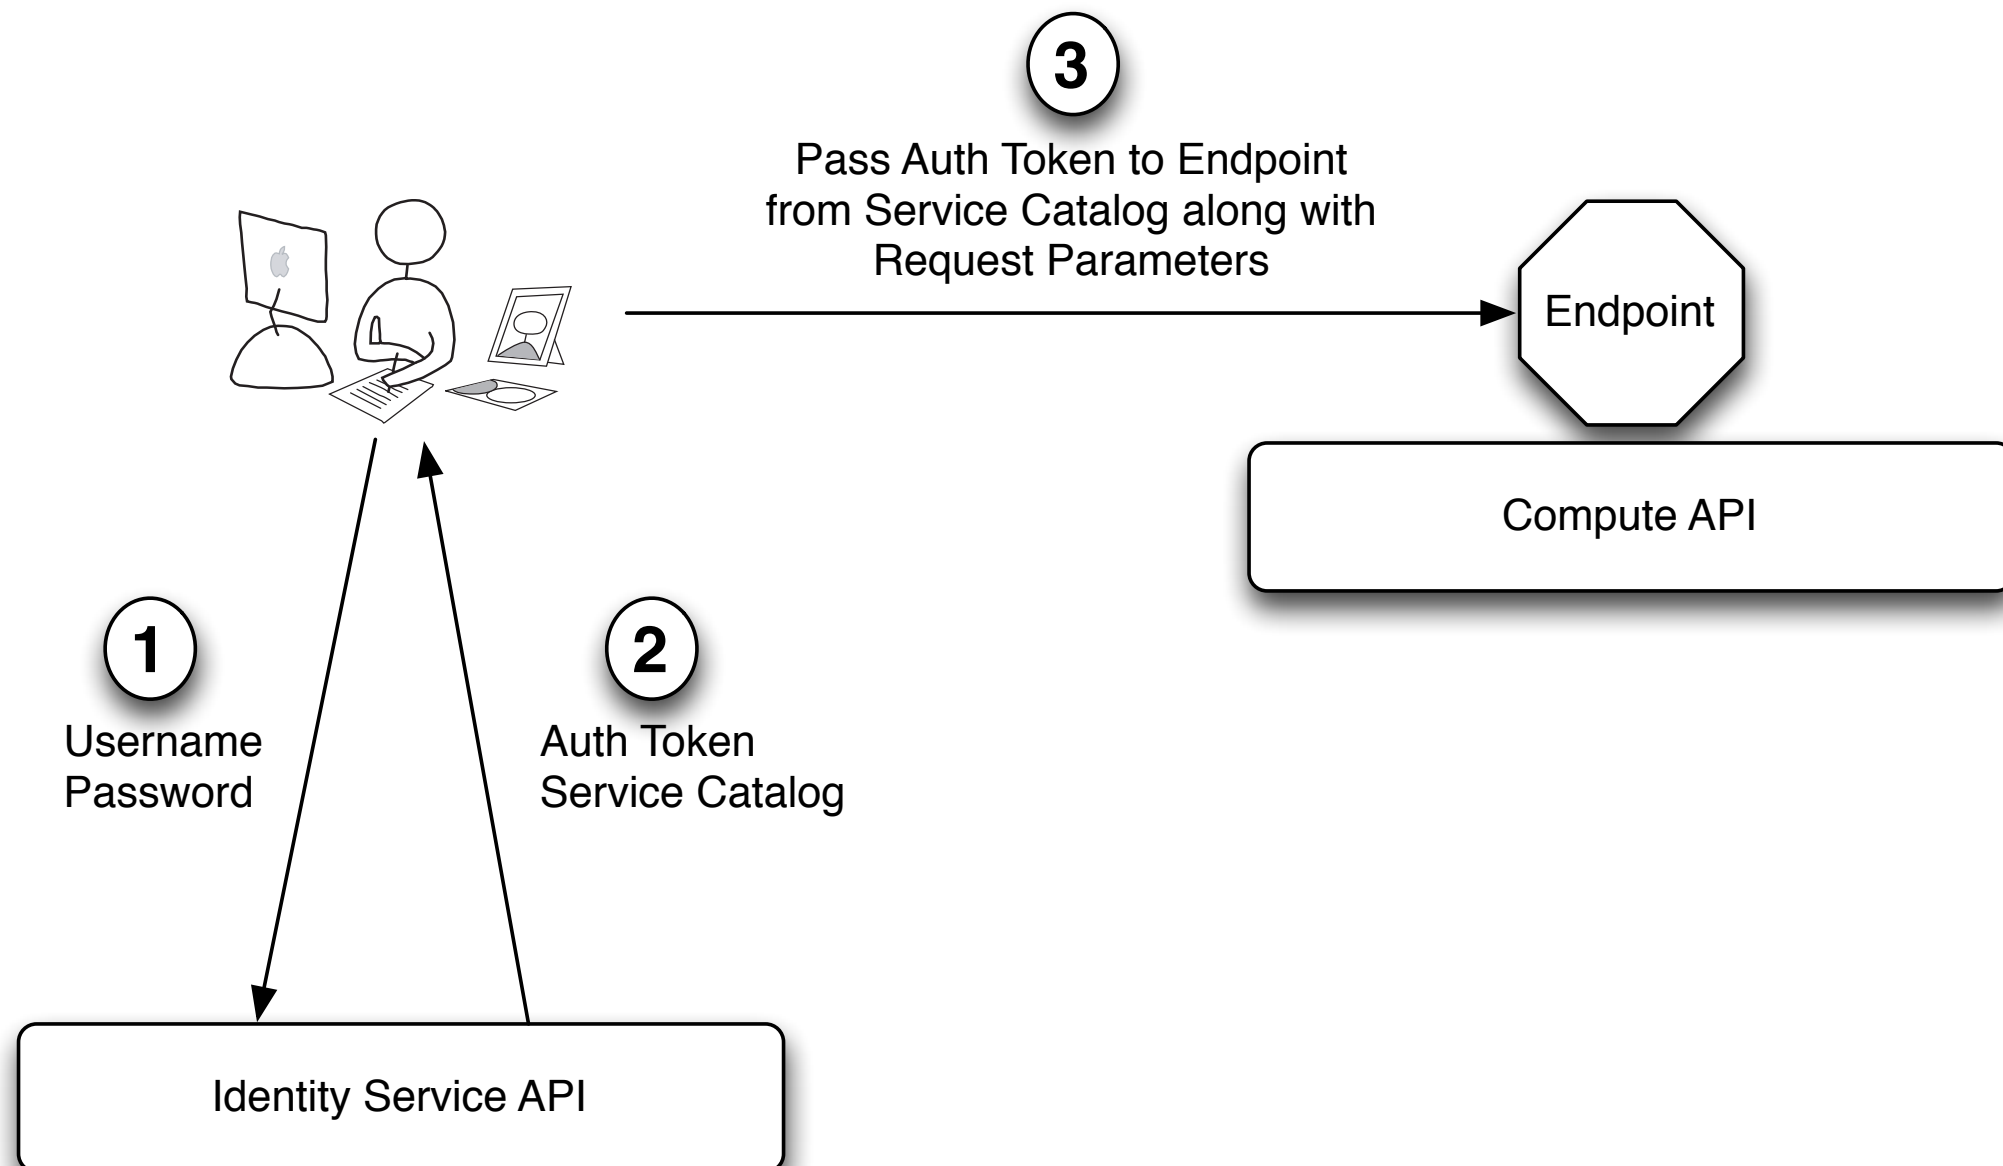 3
Pass Auth Token to Endpoint
from Service Catalog along with
Request Parameters
Endpoint
Compute API
1
Username
Password
2
Auth Token
Service Catalog
Identity Service API